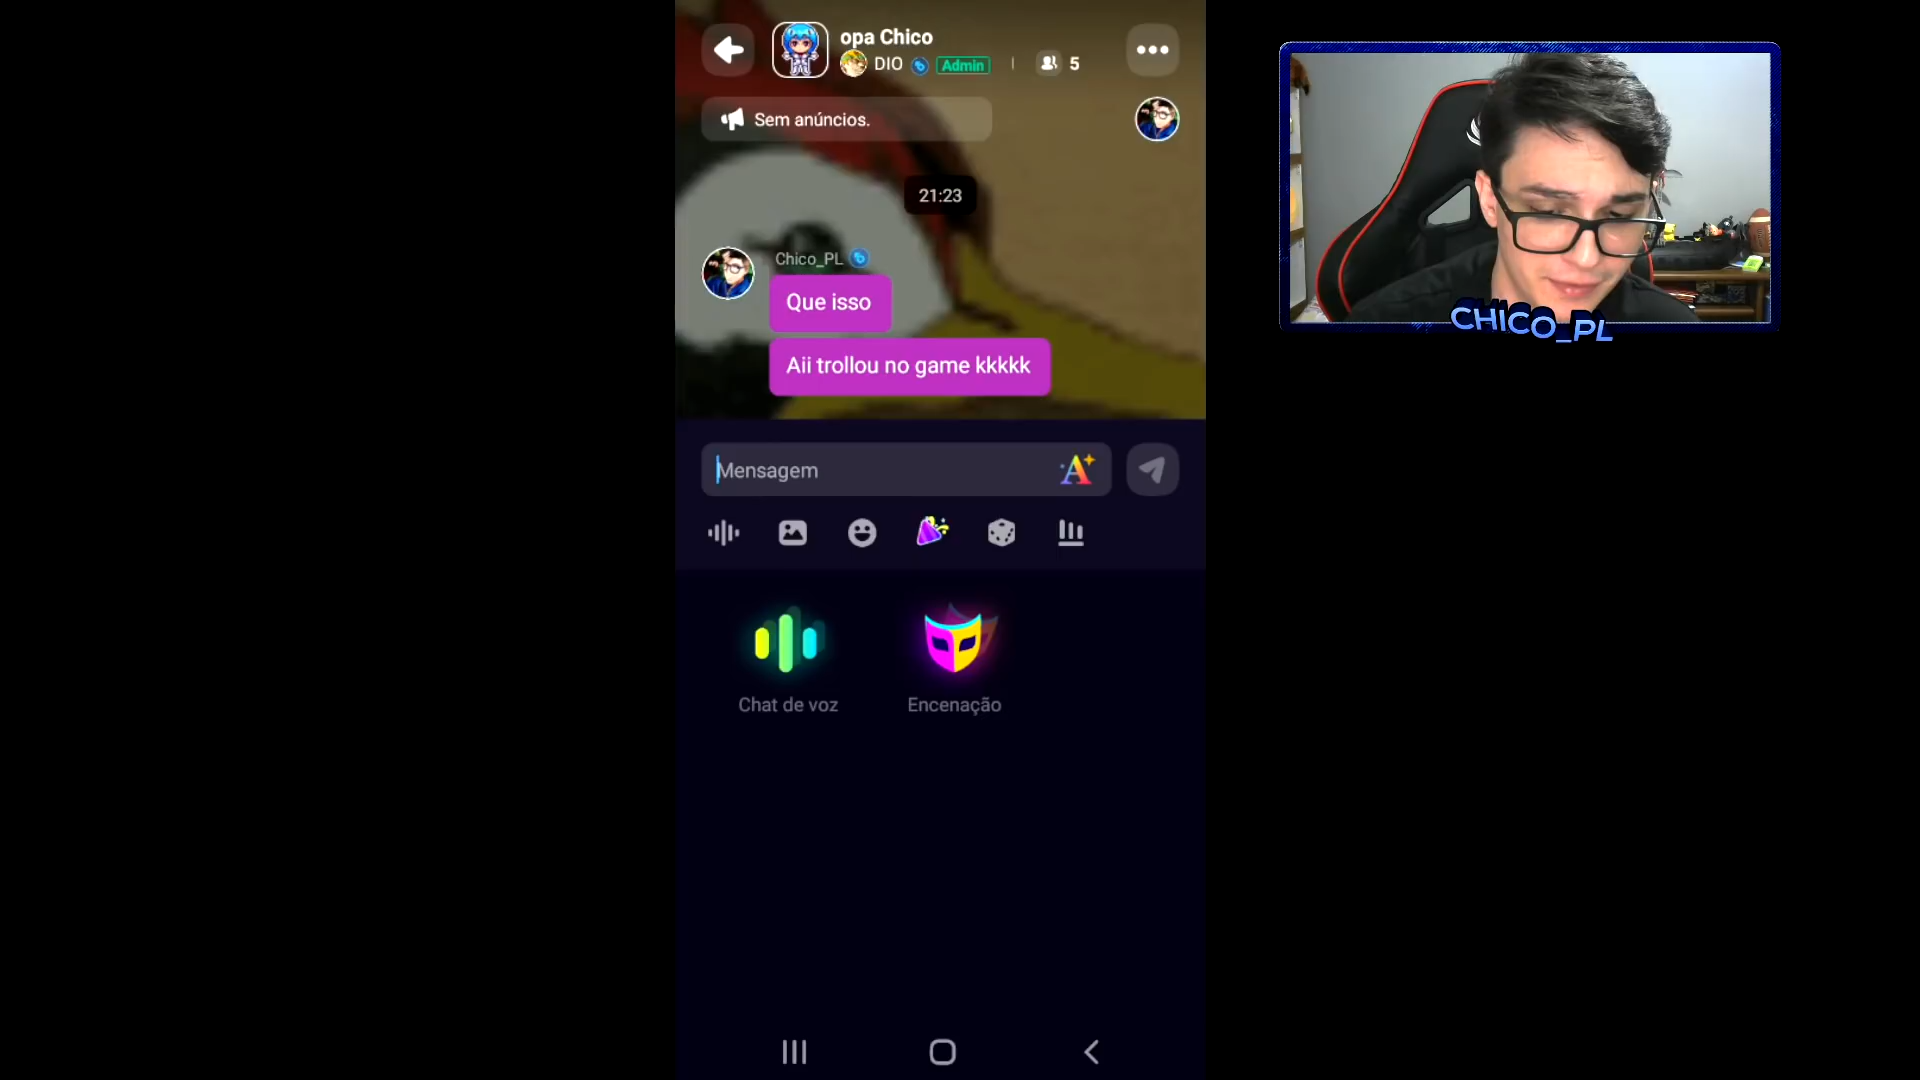 opa Chico
DIO Admin 5
Sem anúncios.
21:23
Chico_PL
Que isso
Aii trollou no game kkkkk
Mensagem
Chat de voz
Encenação
CHICO_PL